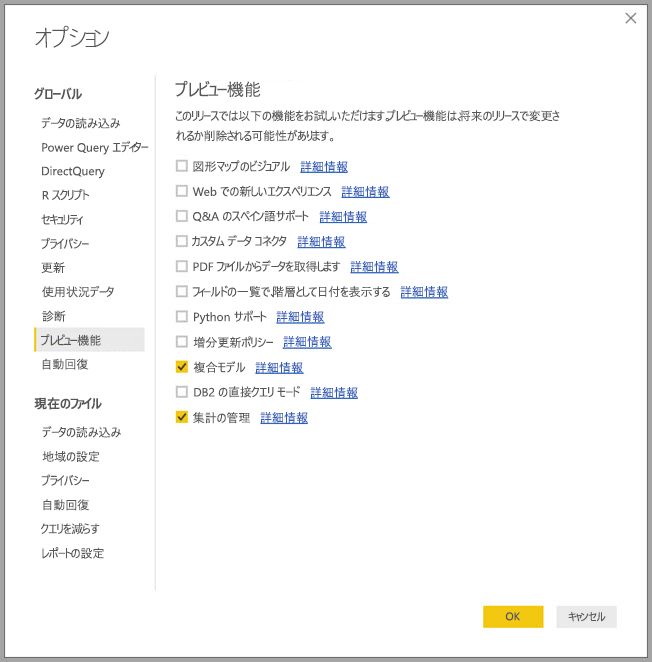 オプション
グローバル
データの読み込み
Power Query エディター
DirectQuery
R スクリプト
セキュリティ
プライバシー
更新
使用状況データ
診断
プレビュー機能
自動回復
現在のファイル
データの読み込み
地域の設定
プライバシー
自動回復
クエリを減らす
レポートの設定
プレビュー機能
このリリースでは以下の機能をお試しいただけます。プレビュー機能は、将来のリリースで変更さ
れるか削除される可能性があります。
図形マップのビジュアル 詳細情報
Web での新しいエクスペリエンス 詳細情報
Q&A のスペイン語サポート 詳細情報
カスタム データ コネクタ 詳細情報
PDF ファイルからデータを取得します 詳細情報
フィールドの一覧で、階層として日付を表示する 詳細情報
Python サポート 詳細情報
増分更新ポリシー 詳細情報
複合モデル 詳細情報
DB2 の直接クエリ モード 詳細情報
集計の管理 詳細情報
OK キャンセル